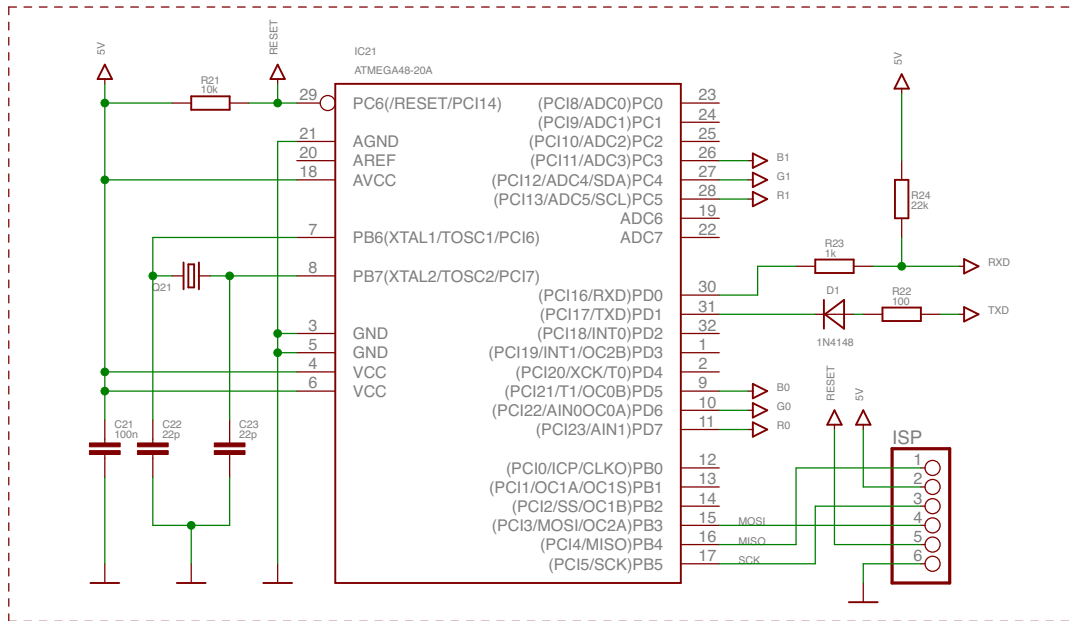 5V
RESET
R21
10k
IC21
ATMEGA48-20A
29
PC6(/RESET/PCI14)
21
AGND
20
AREF
18
AVCC
7
PB6(XTAL1/TOSC1/PCI6)
8
PB7(XTAL2/TOSC2/PCI7)
Q21
3
GND
5
GND
4
VCC
6
VCC
C21
100n
C22
22p
C23
22p
(PCI8/ADC0)PC0
23
(PCI9/ADC1)PC1
24
(PCI10/ADC2)PC2
25
(PCI11/ADC3)PC3
26
B1
(PCI12/ADC4/SDA)PC4
27
G1
(PCI13/ADC5/SCL)PC5
28
R1
ADC6
19
ADC7
22
(PCI16/RXD)PD0
30
(PCI17/TXD)PD1
31
(PCI18/INT0)PD2
32
(PCI19/INT1/OC2B)PD3
1
(PCI20/XCK/T0)PD4
2
(PCI21/T1/OC0B)PD5
9
B0
(PCI22/AIN0OC0A)PD6
10
G0
(PCI23/AIN1)PD7
11
R0
(PCI0/ICP/CLKO)PB0
12
(PCI1/OC1A/OC1S)PB1
13
(PCI2/SS/OC1B)PB2
14
(PCI3/MOSI/OC2A)PB3
15
MOSI
(PCI4/MISO)PB4
16
MISO
(PCI5/SCK)PB5
17
SCK
5V
R24
22k
R23
1k
RXD
D1
1N4148
R22
100
TXD
RESET
5V
ISP
1
2
3
4
5
6